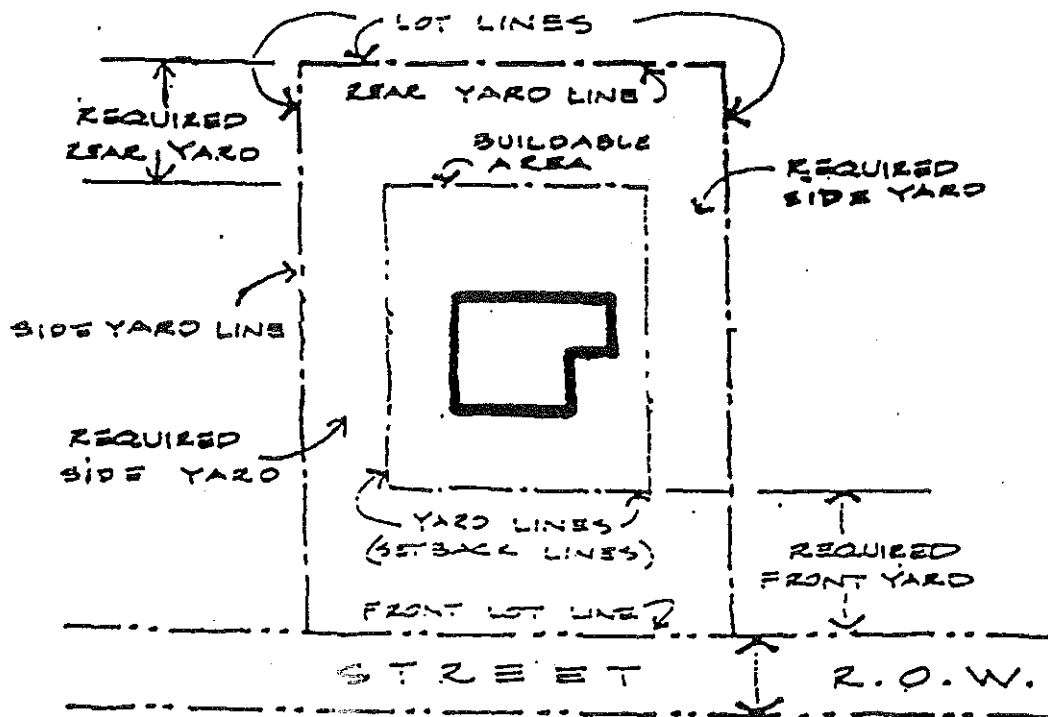 LOT LINES
REAR YARD LINE
REQUIRED
REAR YARD
BUILDABLE
AREA
REQUIRED
SIDE YARD
SIDE YARD LINE
REQUIRED
SIDE YARD
YARD LINES
(SETBACK LINES)
REQUIRED
FRONT YARD
FRONT LOT LINE
STREET R.O.W.